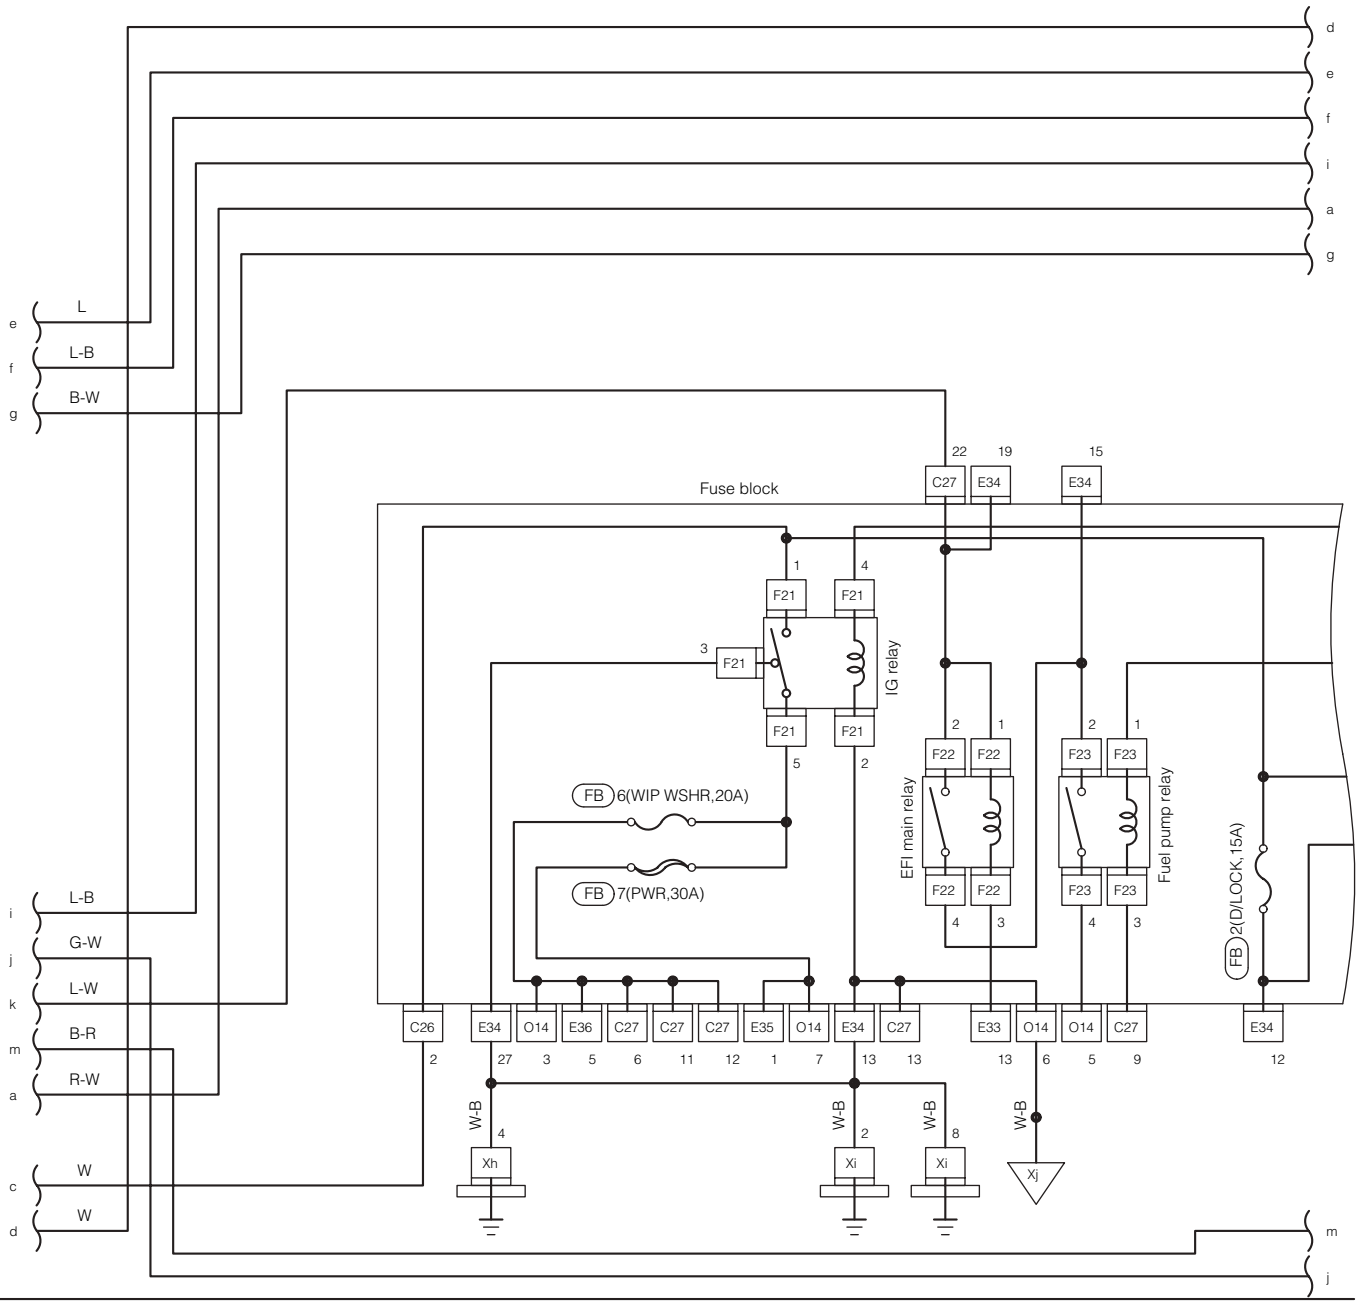 d
e
f
i
a
g
e L
f L-B
g B-W
22 19 15
C27 E34 E34
Fuse block
1 4
F21 F21
3
F21
IG relay
F21 F21
5 2
2 1 2 1
F22 F22 F23 F23
EFI main relay
Fuel pump relay
F22 F22 F23 F23
4 3 4 3
FB 6(WIP WSHR,20A)
FB 7(PWR,30A)
FB 2(D/LOCK,15A)
i L-B
j G-W
k L-W
m B-R
a R-W
c W
d W
C26 E34 O14 E36 C27 C27 C27 E35 O14 E34 C27 E33 O14 O14 C27 E34
2 27 3 5 6 11 12 1 7 13 13 13 6 5 9 12
W-B W-B W-B W-B
4 2 8
Xh Xi Xi Xj
m
j